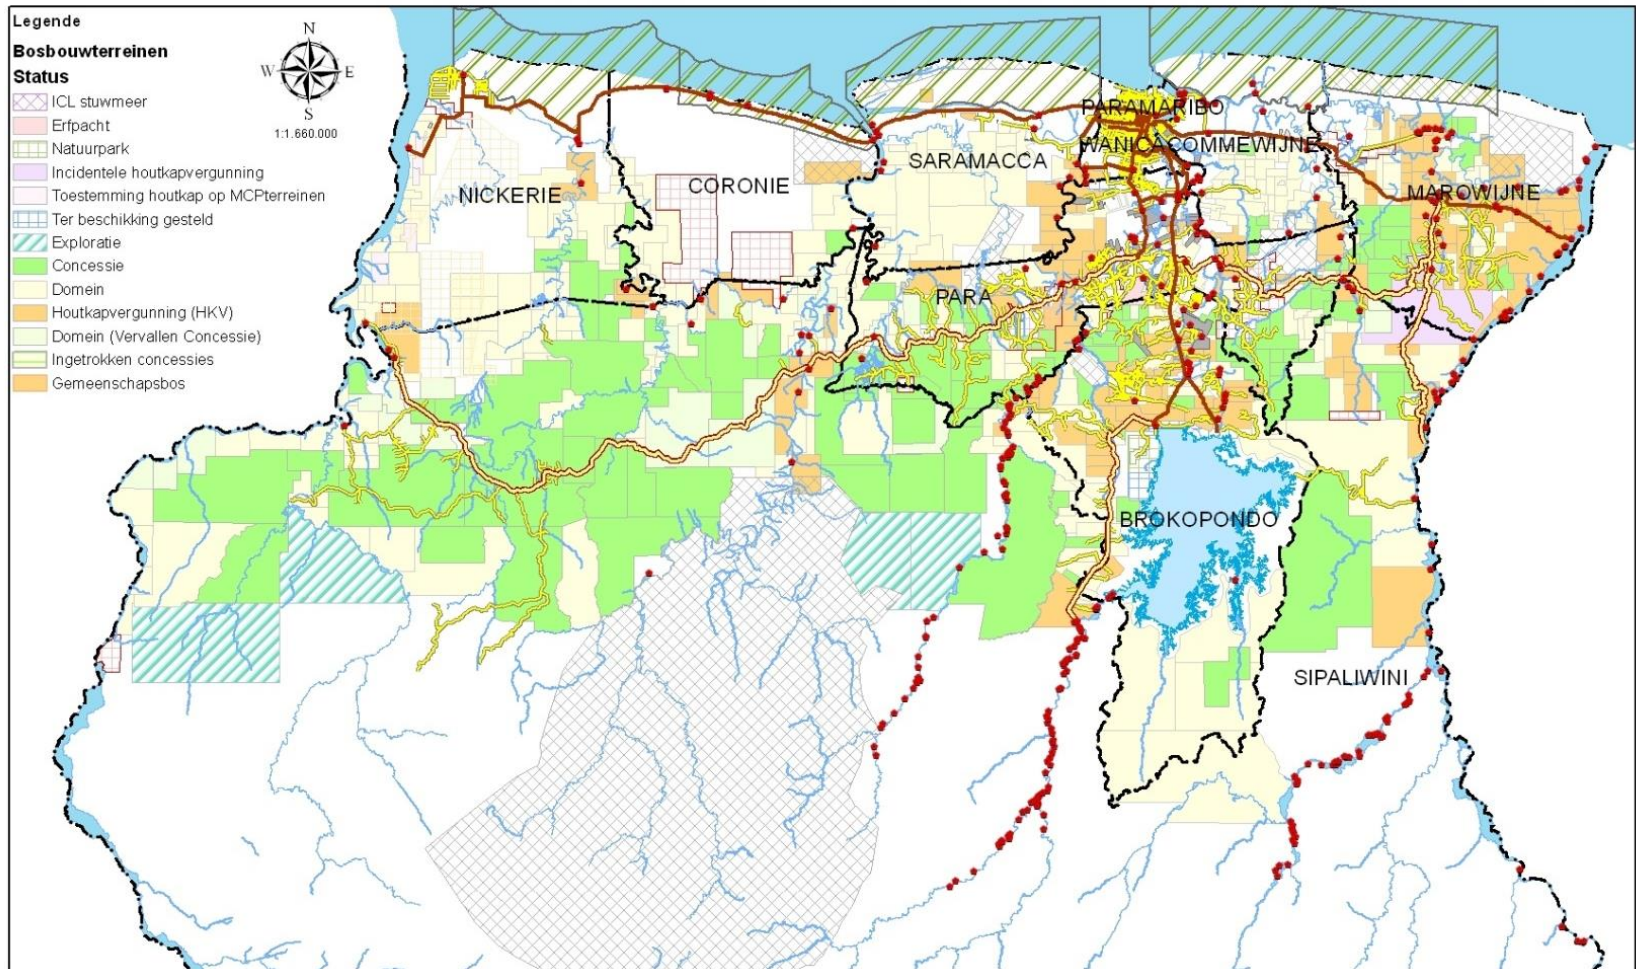 Legende
Bosbouwterreinen
Status
ICL stuwmeer
Erfpacht
Natuurpark
Incidentele houtkapvergunning
Toestemming houtkap op MCPterreinen
Ter beschikking gesteld
Exploratie
Concessie
Domein
Houtkapvergunning (HKV)
Domein (Vervallen Concessie)
Ingetrokken concessies
Gemeenschapsbos
N
W E
S
1:1.660.000
PARAMARIBO
WANICA COMMEWIJNE
SARAMACCA
CORONIE
NICKERIE
MAROWIJNE
PARA
BROKOPONDO
SIPALIWINI